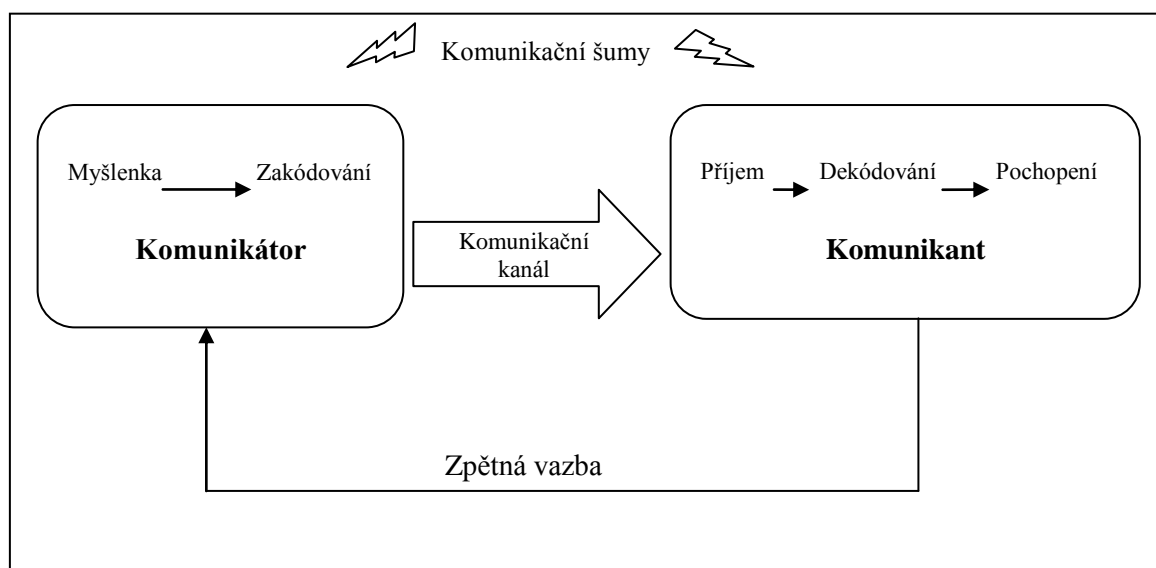 Komunikační šumy
Myšlenka
Zakódování
Komunikátor
Komunikační
kanál
Příjem
Dekódování
Pochopení
Komunikant
Zpětná vazba